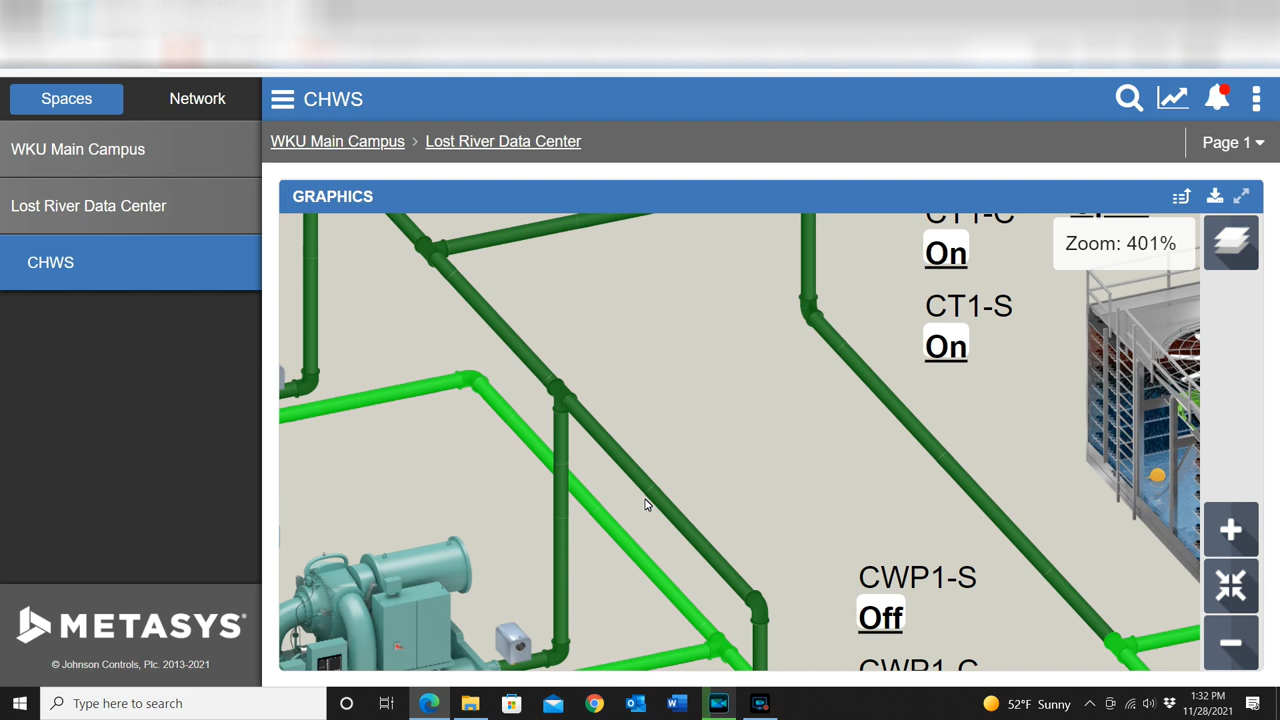 Spaces
Network
CHWS
WKU Main Campus
Lost River Data Center
CHWS
WKU Main Campus > Lost River Data Center
Page 1
GRAPHICS
Zoom: 401%
CT1-C
On
CT1-S
On
CWP1-S
Off
CWP1-C
METASYS®
© Johnson Controls, Plc. 2013-2021
Type here to search
52°F Sunny
1:32 PM
11/28/2021